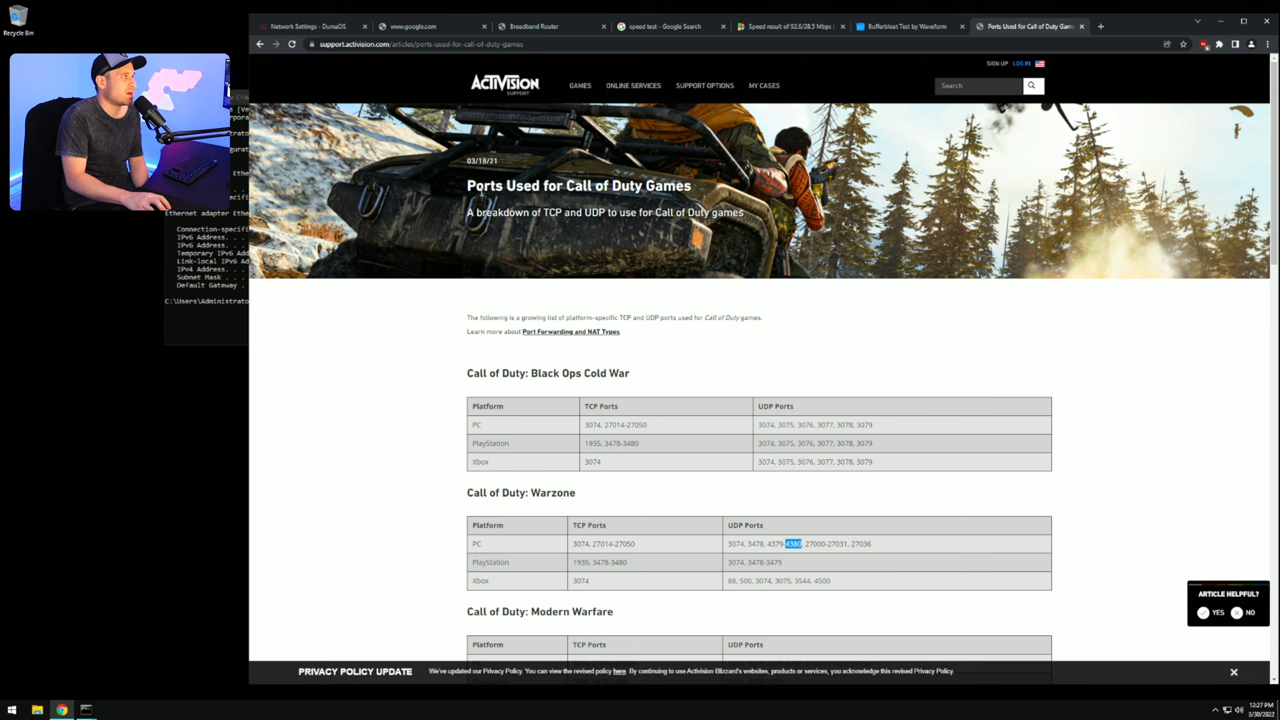 Recycle Bin
Network Settings - DumaOS
www.google.com
Broadband Router
speed test - Google Search
Speed result of 92.6/28.5 Mbps
Bufferbloat Test by Waveform
Ports Used for Call of Duty Gam
support.activision.com/articles/ports-used-for-call-of-duty-games
SIGN UP LOG IN
ACTIVISION
SUPPORT
GAMES ONLINE SERVICES SUPPORT OPTIONS MY CASES
Search
03/18/21
Ports Used for Call of Duty Games
A breakdown of TCP and UDP to use for Call of Duty games
Ethernet adapter Ethe
Connection-specifi
IPv6 Address. . .
IPv6 Address. . .
Temporary IPv6 Add
Link-local IPv6 Ad
IPv4 Address. . .
Subnet Mask . . .
Default Gateway .
C:\Users\Administrato
The following is a growing list of platform-specific TCP and UDP ports used for Call of Duty games.
Learn more about Port Forwarding and NAT Types.
Call of Duty: Black Ops Cold War
Platform TCP Ports UDP Ports
PC 3074, 27014-27050 3074, 3075, 3076, 3077, 3078, 3079
PlayStation 1935, 3478-3480 3074, 3075, 3076, 3077, 3078, 3079
Xbox 3074 3074, 3075, 3076, 3077, 3078, 3079
Call of Duty: Warzone
Platform TCP Ports UDP Ports
PC 3074, 27014-27050 3074, 3478, 4379-4380, 27000-27031, 27036
PlayStation 1935, 3478-3480 3074, 3478-3479
Xbox 3074 88, 500, 3074, 3075, 3544, 4500
Call of Duty: Modern Warfare
Platform TCP Ports UDP Ports
ARTICLE HELPFUL?
YES NO
PRIVACY POLICY UPDATE We've updated our Privacy Policy. You can view the revised policy here. By continuing to use Activision Blizzard's websites, products or services, you acknowledge this revised Privacy Policy.
12:27 PM
3/30/2022